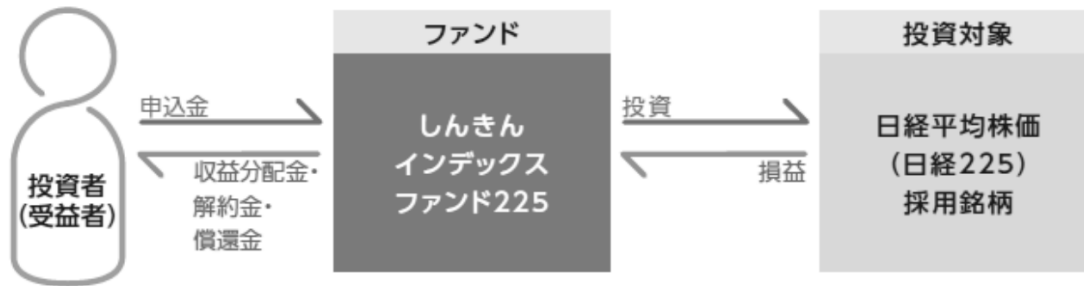 投資者
(受益者)
申込金
収益分配金・
解約金・
償還金
ファンド
しんきん
インデックス
ファンド225
投資
損益
投資対象
日経平均株価
(日経225)
採用銘柄